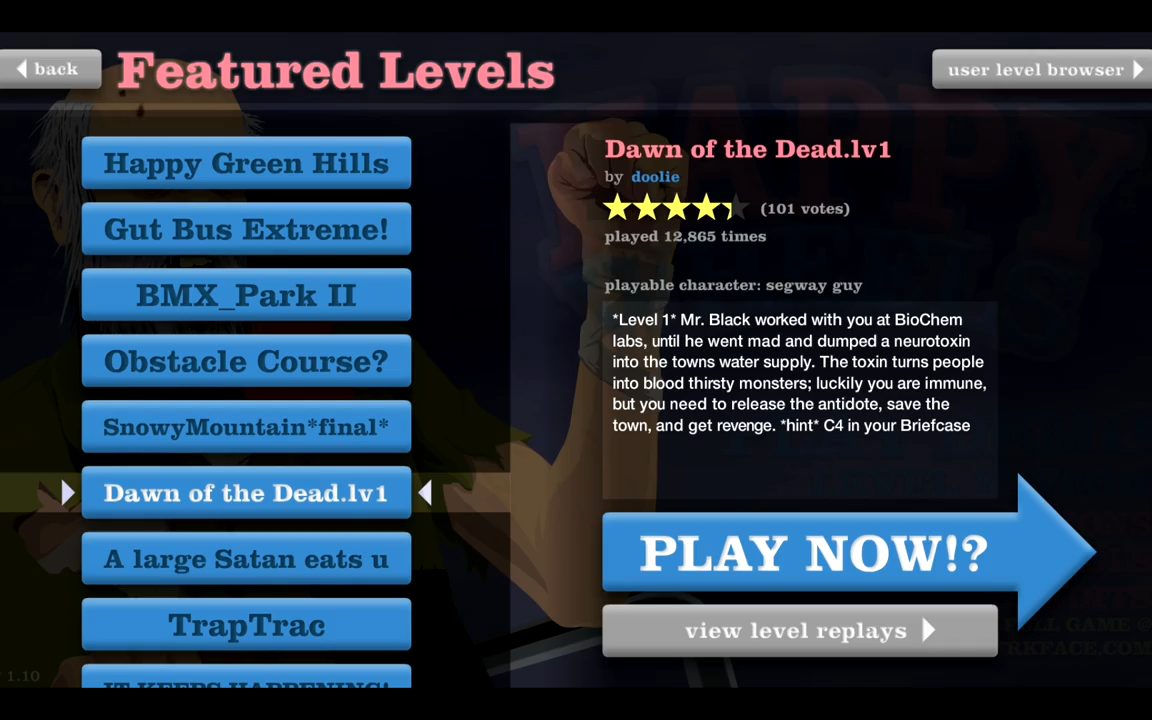 back
Featured Levels
user level browser
Happy Green Hills
Gut Bus Extreme!
BMX_Park II
Obstacle Course?
SnowyMountain*final*
Dawn of the Dead.lv1
A large Satan eats u
TrapTrac
IT KEEPS HAPPENING!
1.10
Dawn of the Dead.lv1
by doolie
(101 votes)
played 12,865 times
playable character: segway guy
*Level 1* Mr. Black worked with you at BioChem
labs, until he went mad and dumped a neurotoxin
into the towns water supply. The toxin turns people
into blood thirsty monsters; luckily you are immune,
but you need to release the antidote, save the
town, and get revenge. *hint* C4 in your Briefcase
PLAY NOW!?
view level replays
GAME @